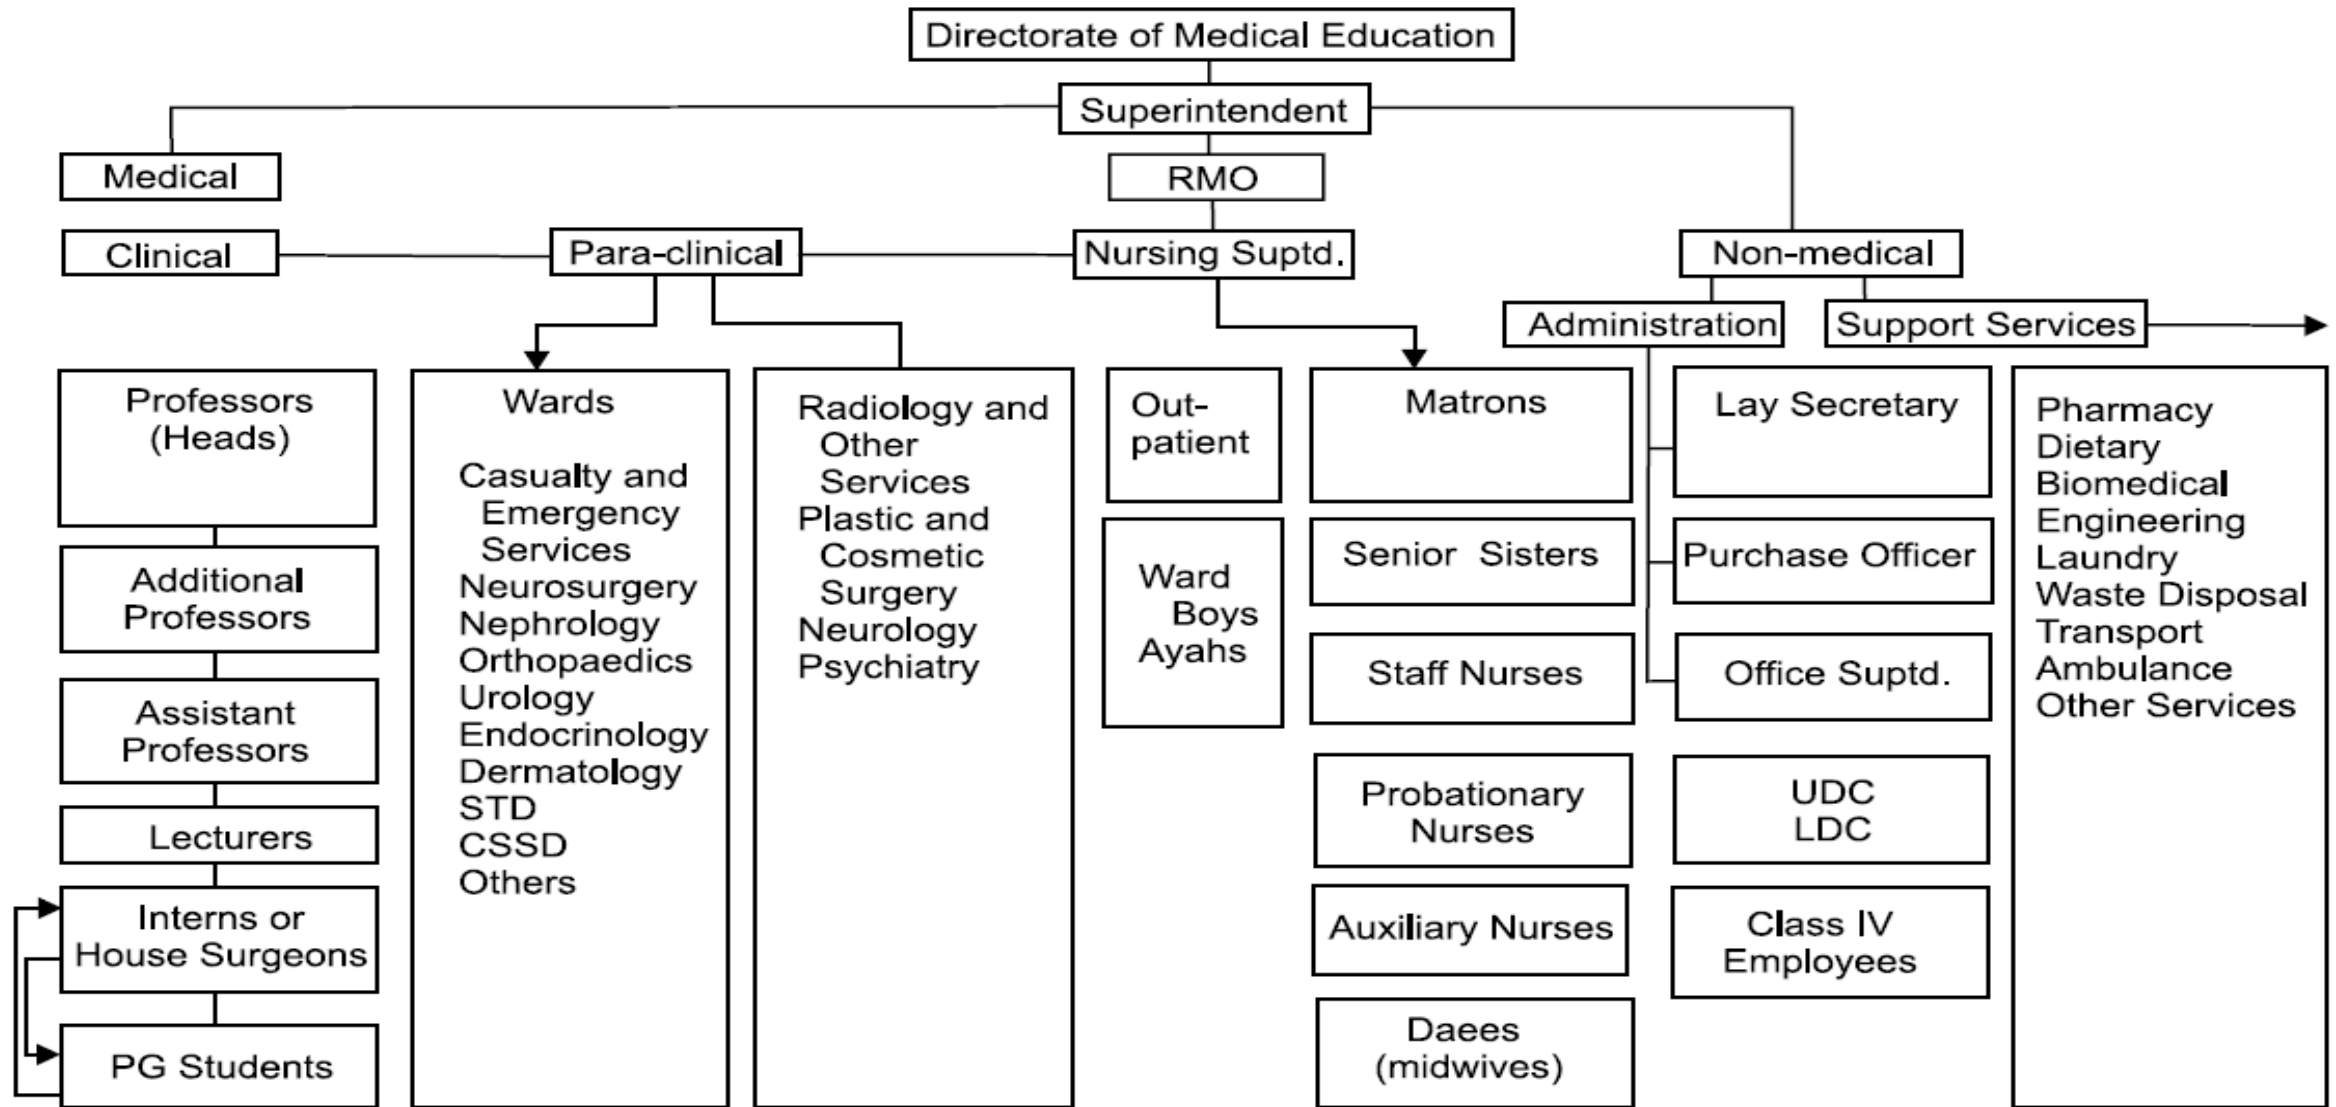 Directorate of Medical Education
Superintendent
Medical
RMO
Clinical
Para-clinical
Nursing Suptd.
Non-medical
Administration
Support Services
Professors
(Heads)
Additional
Professors
Assistant
Professors
Lecturers
Interns or
House Surgeons
PG Students
Wards
Casualty and
Emergency
Services
Neurosurgery
Nephrology
Orthopaedics
Urology
Endocrinology
Dermatology
STD
CSSD
Others
Radiology and
Other
Services
Plastic and
Cosmetic
Surgery
Neurology
Psychiatry
Out-
patient
Ward
Boys
Ayahs
Matrons
Senior Sisters
Staff Nurses
Probationary
Nurses
Auxiliary Nurses
Daees
(midwives)
Lay Secretary
Purchase Officer
Office Suptd.
UDC
LDC
Class IV
Employees
Pharmacy
Dietary
Biomedical
Engineering
Laundry
Waste Disposal
Transport
Ambulance
Other Services